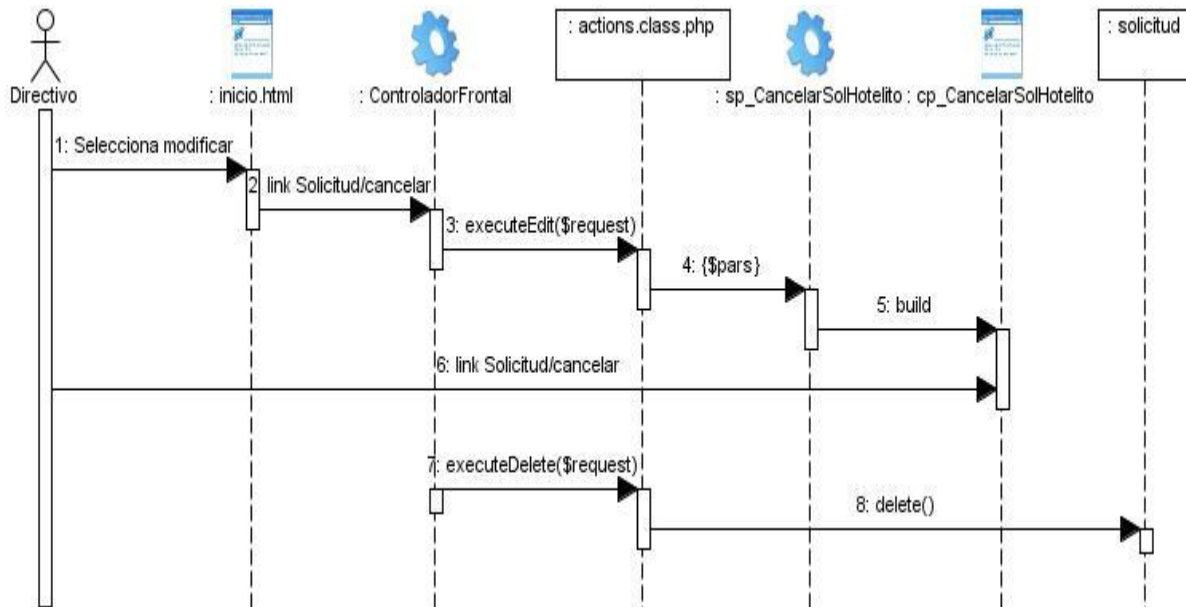 : actions.class.php
: solicitud
Directivo
: inicio.html
: ControladorFrontal
: sp_CancelarSolHotelito
: cp_CancelarSolHotelito
1: Selecciona modificar
2: link Solicitud/cancelar
3: executeEdit($request)
4: {$pars}
5: build
6: link Solicitud/cancelar
7: executeDelete($request)
8: delete()